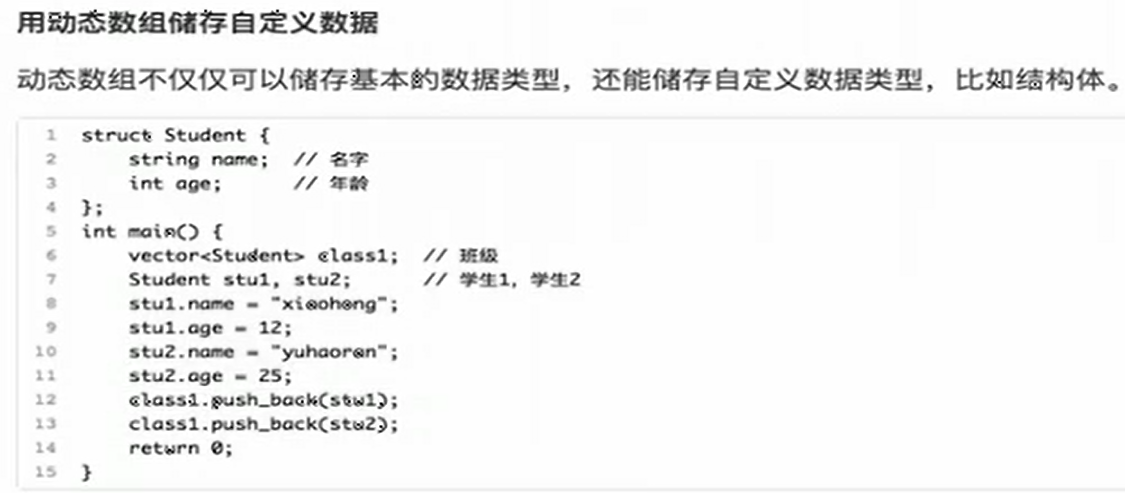 用动态数组储存自定义数据
动态数组不仅仅可以储存基本的数据类型，还能储存自定义数据类型，比如结构体。
1 struct Student {
2     string name;  // 名字
3     int age;      // 年龄
4 };
5 int main() {
6     vector<Student> class1;  // 班级
7     Student stu1, stu2;      // 学生1, 学生2
8     stu1.name = "xiaohong";
9     stu1.age = 12;
10     stu2.name = "yuhaoran";
11     stu2.age = 25;
12     class1.push_back(stu1);
13     class1.push_back(stu2);
14     return 0;
15 }